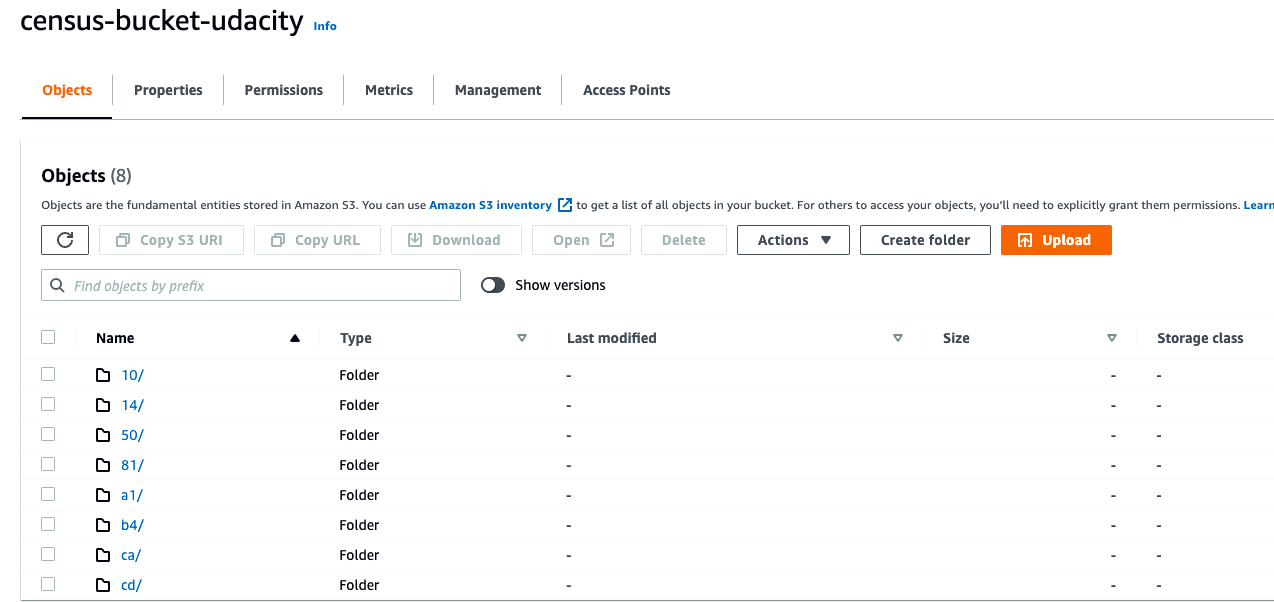 census-bucket-udacity Info
Objects Properties Permissions Metrics Management Access Points
Objects (8)
Objects are the fundamental entities stored in Amazon S3. You can use Amazon S3 inventory to get a list of all objects in your bucket. For others to access your objects, you’ll need to explicitly grant them permissions. Learn
Copy S3 URI Copy URL Download Open Delete Actions Create folder Upload
Find objects by prefix Show versions
Name Type Last modified Size Storage class
10/ Folder - - -
14/ Folder - - -
50/ Folder - - -
81/ Folder - - -
a1/ Folder - - -
b4/ Folder - - -
ca/ Folder - - -
cd/ Folder - - -